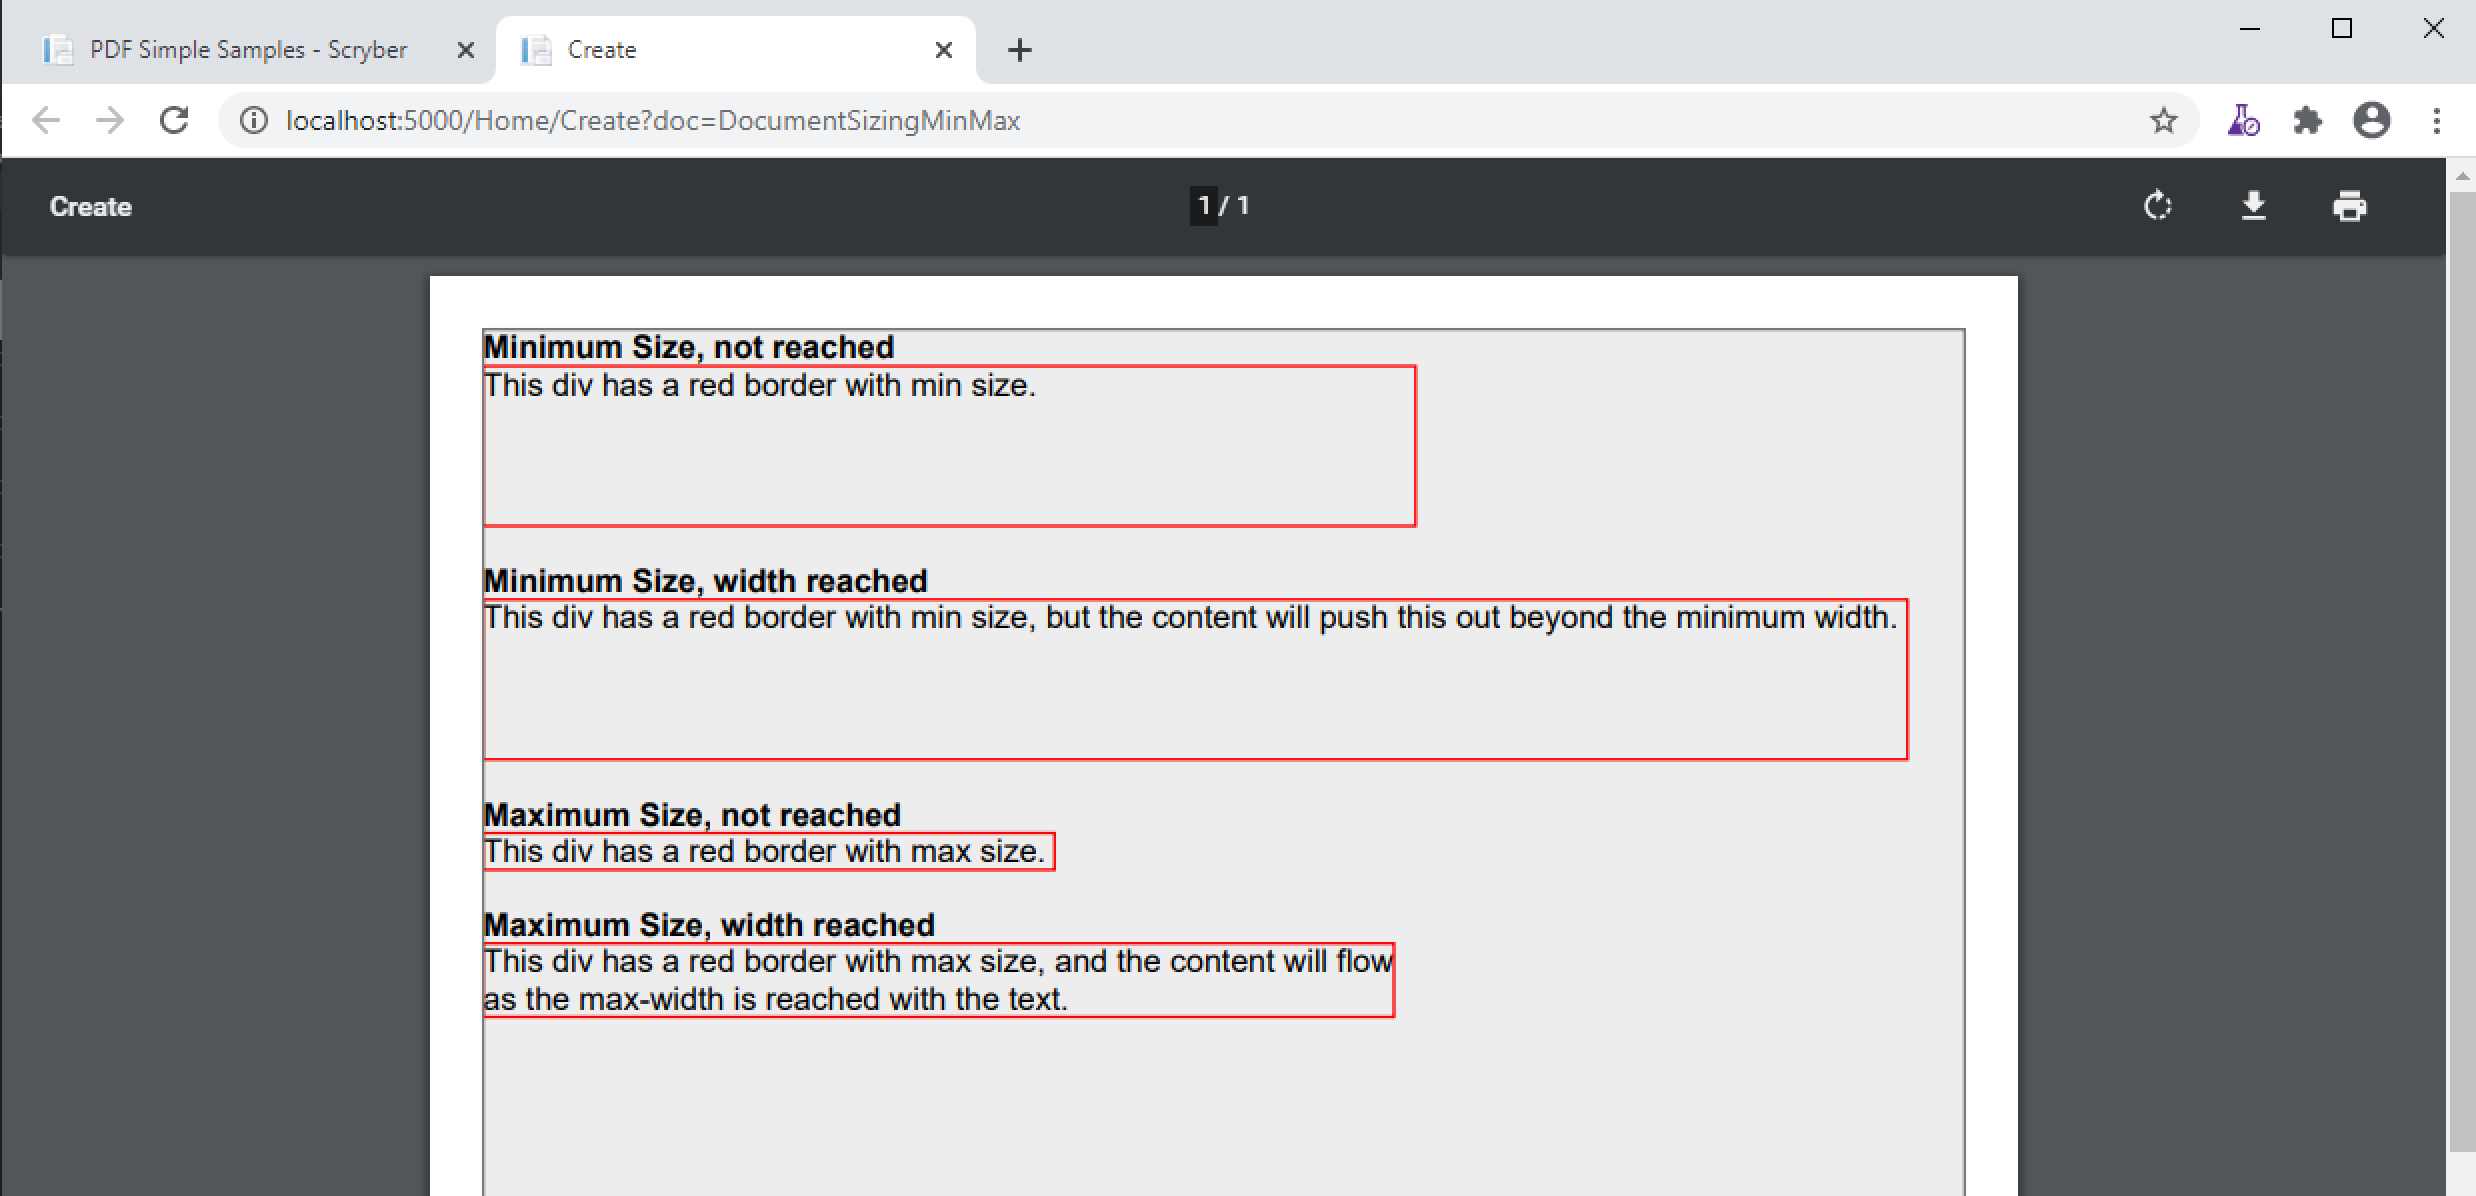 PDF Simple Samples - Scryber
Create
localhost:5000/Home/Create?doc=DocumentSizingMinMax
Create
1 / 1
Minimum Size, not reached
This div has a red border with min size.
Minimum Size, width reached
This div has a red border with min size, but the content will push this out beyond the minimum width.
Maximum Size, not reached
This div has a red border with max size.
Maximum Size, width reached
This div has a red border with max size, and the content will flow
as the max-width is reached with the text.